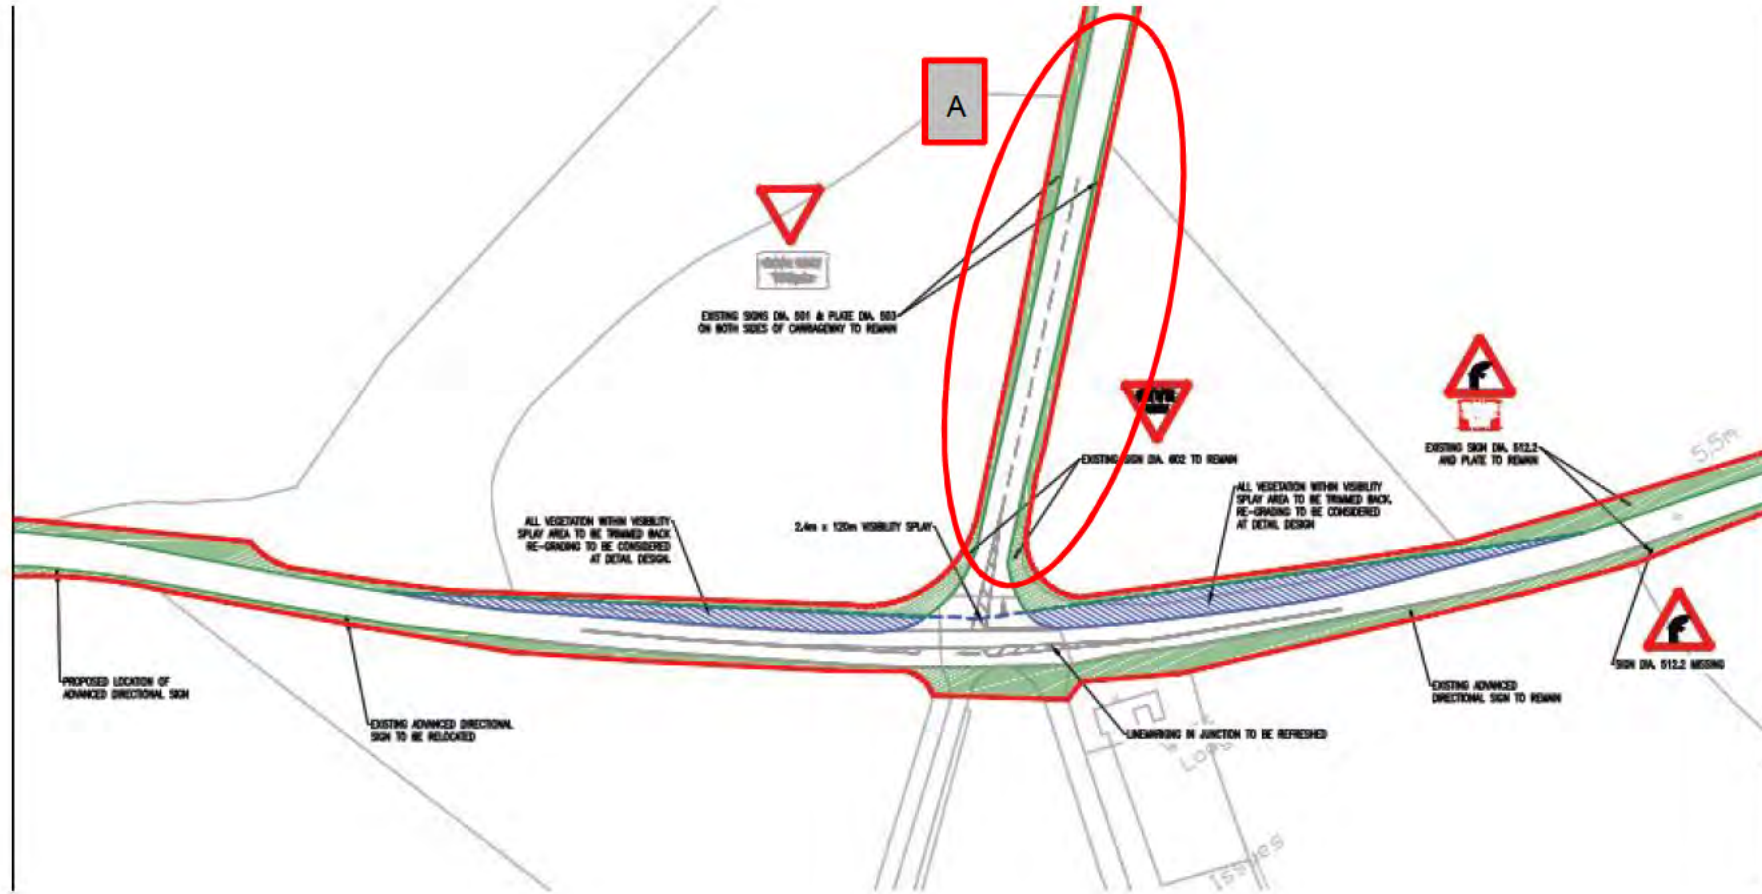 A
EXISTING SIGNS DIA. 501 & PLATE DIA. 503
ON BOTH SIDES OF CARRIAGEWAY TO REMAIN
EXISTING SIGN DIA. 602 TO REMAIN
EXISTING SIGN DIA. 512.2
AND PLATE TO REMAIN
5.5m
ALL VEGETATION WITHIN VISIBILITY
SPLAY AREA TO BE TRIMMED BACK.
RE-GRADING TO BE CONSIDERED
AT DETAIL DESIGN
ALL VEGETATION WITHIN VISIBILITY
SPLAY AREA TO BE TRIMMED BACK
RE-GRADING TO BE CONSIDERED
AT DETAIL DESIGN.
2.4m x 120m VISIBILITY SPLAY
SIGN DIA. 512.2 MISSING
PROPOSED LOCATION OF
ADVANCED DIRECTIONAL SIGN
EXISTING ADVANCED
DIRECTIONAL SIGN TO REMAIN
EXISTING ADVANCED DIRECTIONAL
SIGN TO BE RELOCATED
LINEMARKING IN JUNCTION TO BE REFRESHED
Issues